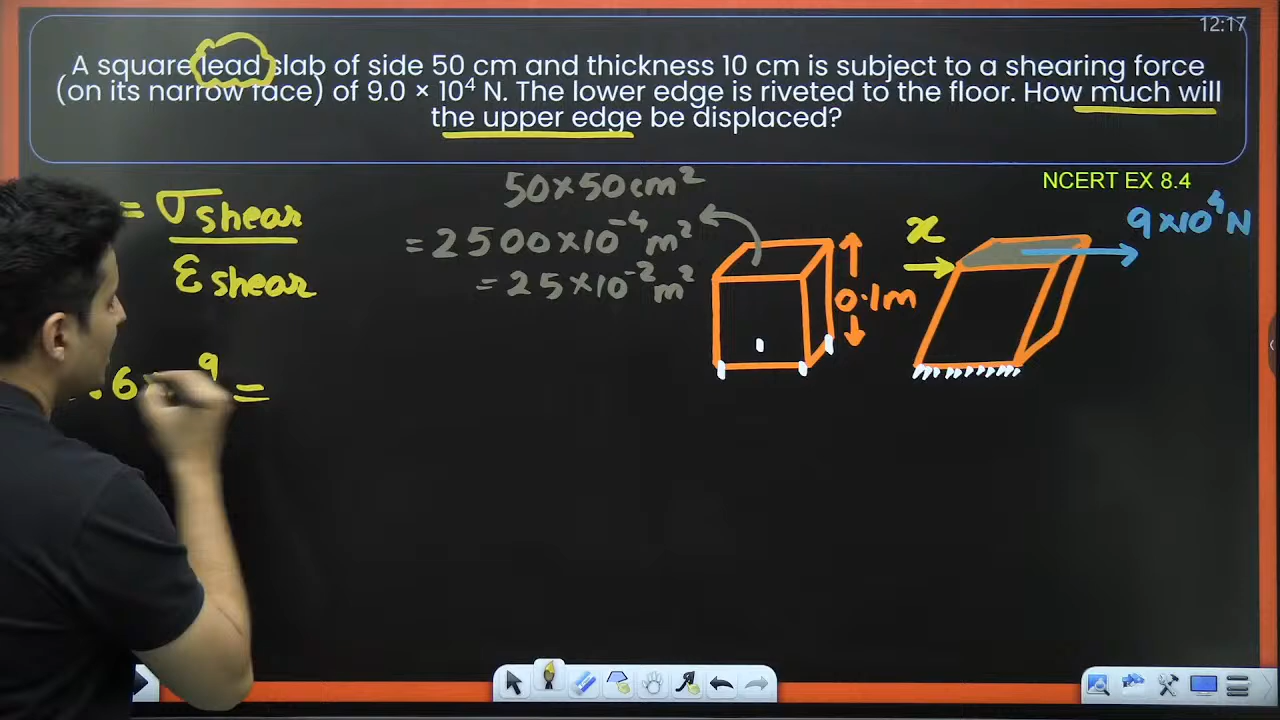 12:17
A square lead slab of side 50 cm and thickness 10 cm is subject to a shearing force
(on its narrow face) of 9.0 × 10⁴ N. The lower edge is riveted to the floor. How much will
the upper edge be displaced?
NCERT EX 8.4
= σ shear
ε shear
50×50 cm²
= 2500×10⁻⁴ m²
= 25×10⁻² m²
0.1m
x
9×10⁴ N
.6 9 =